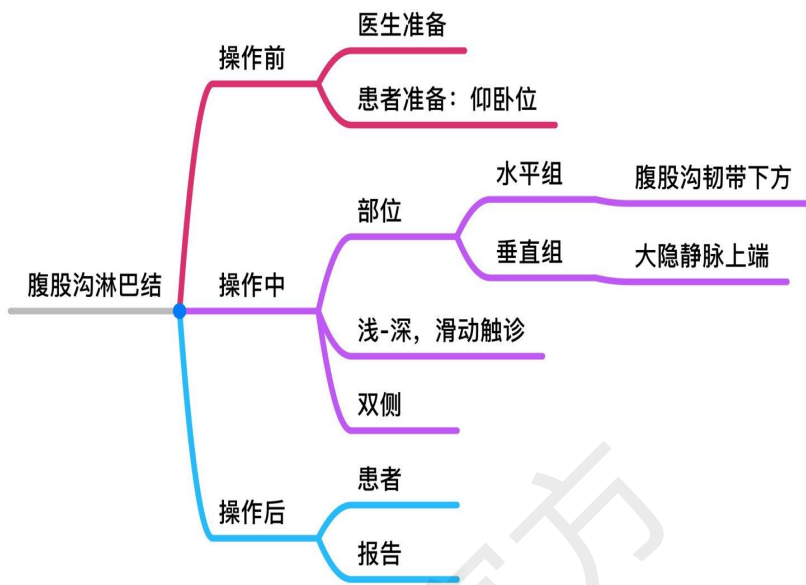 腹股沟淋巴结
操作前
医生准备
患者准备：仰卧位
操作中
部位
水平组
腹股沟韧带下方
垂直组
大隐静脉上端
浅-深，滑动触诊
双侧
操作后
患者
报告